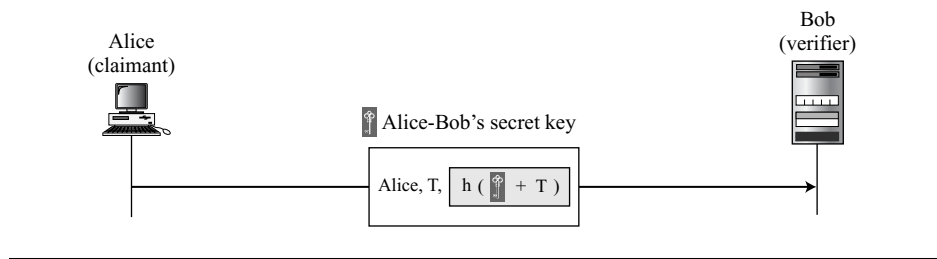 Alice
(claimant)
Bob
(verifier)
Alice-Bob's secret key
Alice, T, h ( + T )